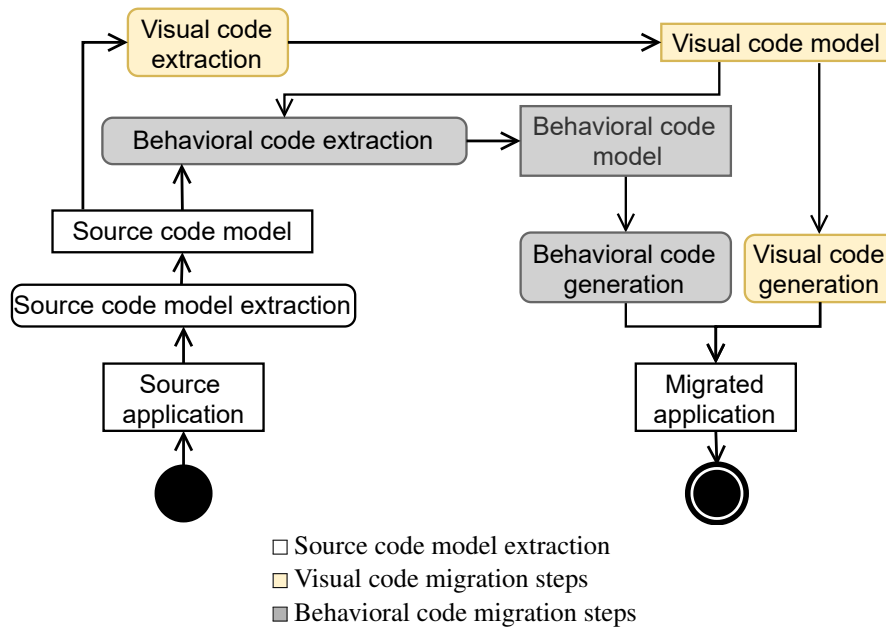 Visual code
extraction
Visual code model
Behavioral code extraction
Behavioral code
model
Source code model
Behavioral code
generation
Visual code
generation
Source code model extraction
Source
application
Migrated
application
Source code model extraction
Visual code migration steps
Behavioral code migration steps